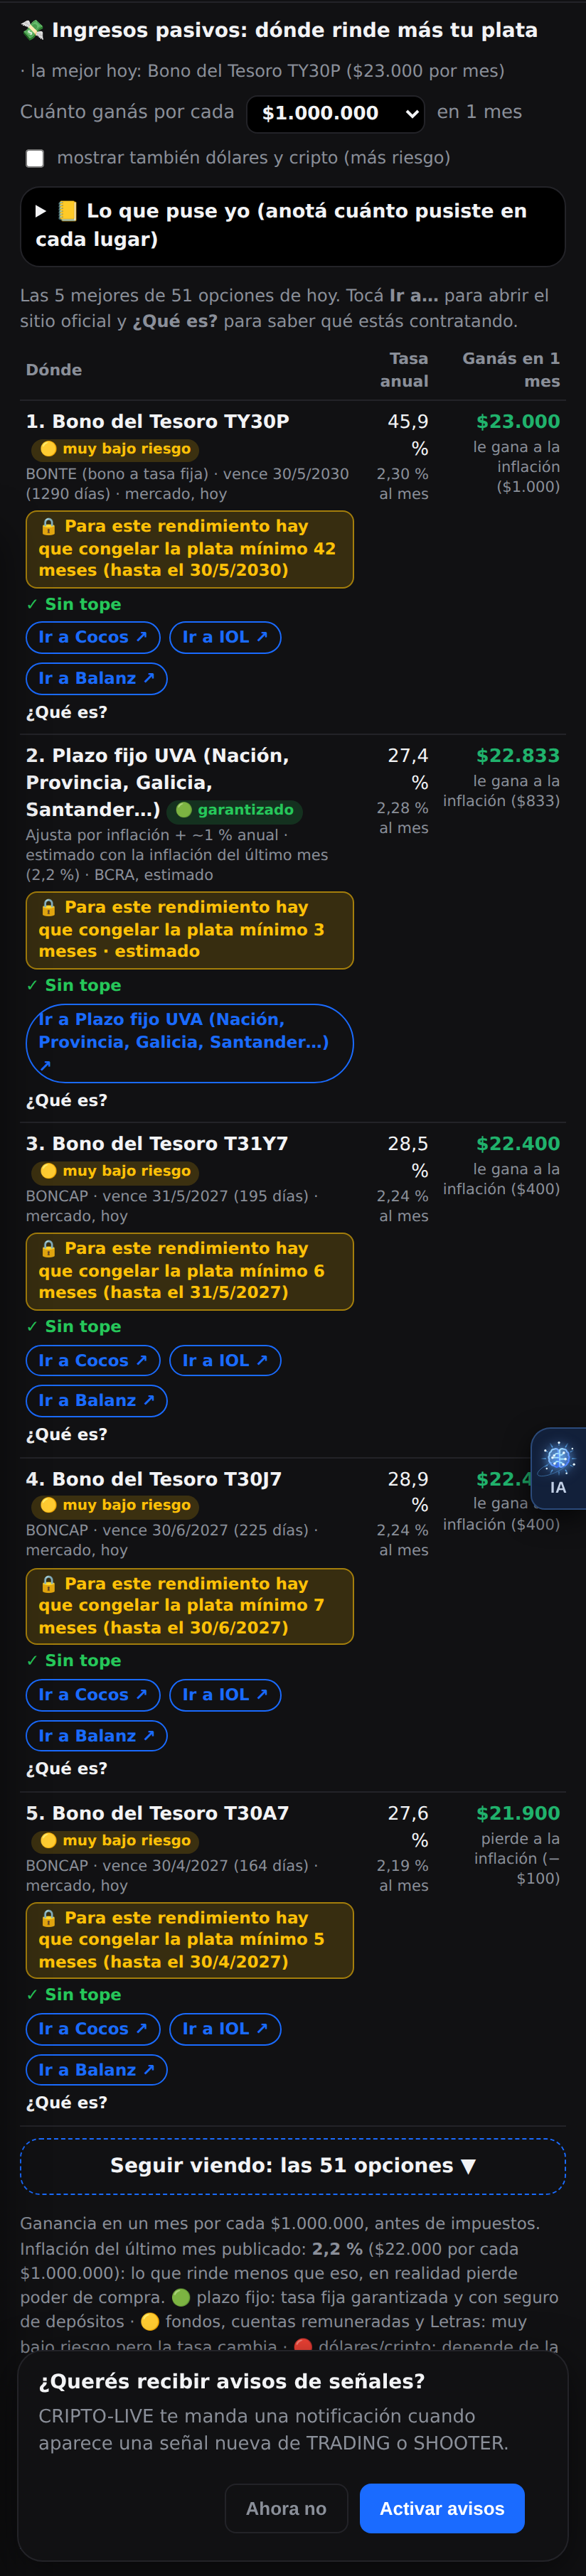 💸 Ingresos pasivos: dónde rinde más tu plata
· la mejor hoy: Bono del Tesoro TY30P ($23.000 por mes)
Cuánto ganás por cada $1.000.000 en 1 mes
mostrar también dólares y cripto (más riesgo)
▶ 📒 Lo que puse yo (anotá cuánto pusiste en
cada lugar)
Las 5 mejores de 51 opciones de hoy. Tocá Ir a… para abrir el
sitio oficial y ¿Qué es? para saber qué estás contratando.
Dónde
Tasa
anual
Ganás en 1
mes
1. Bono del Tesoro TY30P
🟡 muy bajo riesgo
BONTE (bono a tasa fija) · vence 30/5/2030
(1290 días) · mercado, hoy
🔒 Para este rendimiento hay
que congelar la plata mínimo 42
meses (hasta el 30/5/2030)
✓ Sin tope
Ir a Cocos ↗ Ir a IOL ↗
Ir a Balanz ↗
¿Qué es?
45,9
%
2,30 %
al mes
$23.000
le gana a la
inflación
($1.000)
2. Plazo fijo UVA (Nación,
Provincia, Galicia,
Santander…) 🟢 garantizado
Ajusta por inflación + ~1 % anual ·
estimado con la inflación del último mes
(2,2 %) · BCRA, estimado
🔒 Para este rendimiento hay
que congelar la plata mínimo 3
meses · estimado
✓ Sin tope
Ir a Plazo fijo UVA (Nación,
Provincia, Galicia, Santander…)
↗
¿Qué es?
27,4
%
2,28 %
al mes
$22.833
le gana a la
inflación ($833)
3. Bono del Tesoro T31Y7
🟡 muy bajo riesgo
BONCAP · vence 31/5/2027 (195 días) ·
mercado, hoy
🔒 Para este rendimiento hay
que congelar la plata mínimo 6
meses (hasta el 31/5/2027)
✓ Sin tope
Ir a Cocos ↗ Ir a IOL ↗
Ir a Balanz ↗
¿Qué es?
28,5
%
2,24 %
al mes
$22.400
le gana a la
inflación ($400)
4. Bono del Tesoro T30J7
🟡 muy bajo riesgo
BONCAP · vence 30/6/2027 (225 días) ·
mercado, hoy
🔒 Para este rendimiento hay
que congelar la plata mínimo 7
meses (hasta el 30/6/2027)
✓ Sin tope
Ir a Cocos ↗ Ir a IOL ↗
Ir a Balanz ↗
¿Qué es?
28,9
%
2,24 %
al mes
le gana
inflación ($400)
IA
5. Bono del Tesoro T30A7
🟡 muy bajo riesgo
BONCAP · vence 30/4/2027 (164 días) ·
mercado, hoy
🔒 Para este rendimiento hay
que congelar la plata mínimo 5
meses (hasta el 30/4/2027)
✓ Sin tope
Ir a Cocos ↗ Ir a IOL ↗
Ir a Balanz ↗
¿Qué es?
27,6
%
2,19 %
al mes
$21.900
pierde a la
inflación (−
$100)
Seguir viendo: las 51 opciones ▼
Ganancia en un mes por cada $1.000.000, antes de impuestos.
Inflación del último mes publicado: 2,2 % ($22.000 por cada
$1.000.000): lo que rinde menos que eso, en realidad pierde
poder de compra. 🟢 plazo fijo: tasa fija garantizada y con seguro
de depósitos · 🟡 fondos, cuentas remuneradas y Letras: muy
bajo riesgo pero la tasa cambia · 🔴 dólares/cripto: depende de la
¿Querés recibir avisos de señales?
CRIPTO-LIVE te manda una notificación cuando
aparece una señal nueva de TRADING o SHOOTER.
Ahora no
Activar avisos